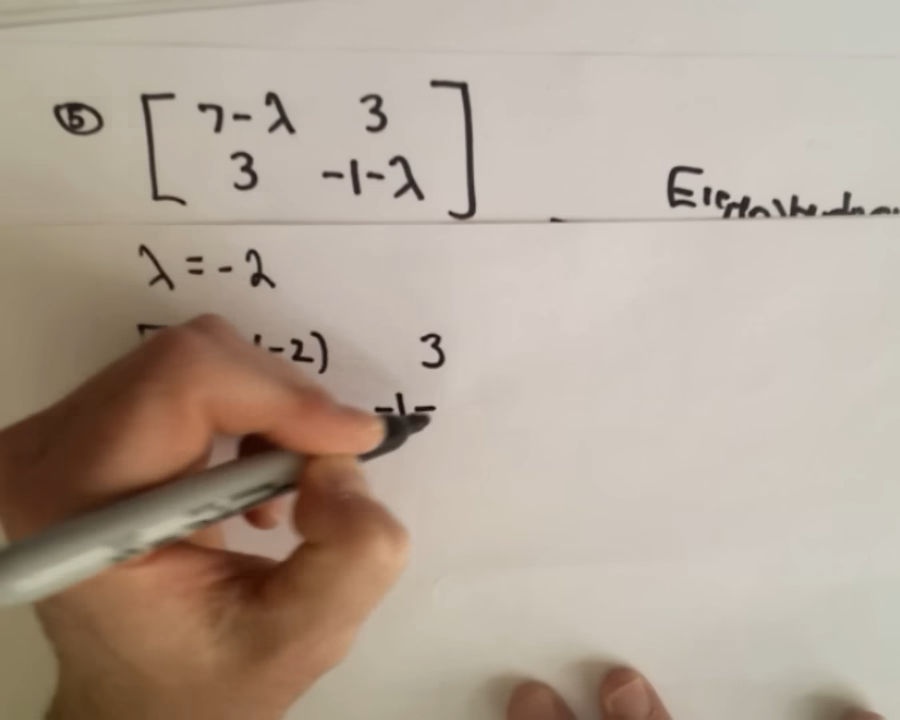 ⑤ [ 7-λ 3
3 -1-λ ]
λ = -2
-2) 3
-1-